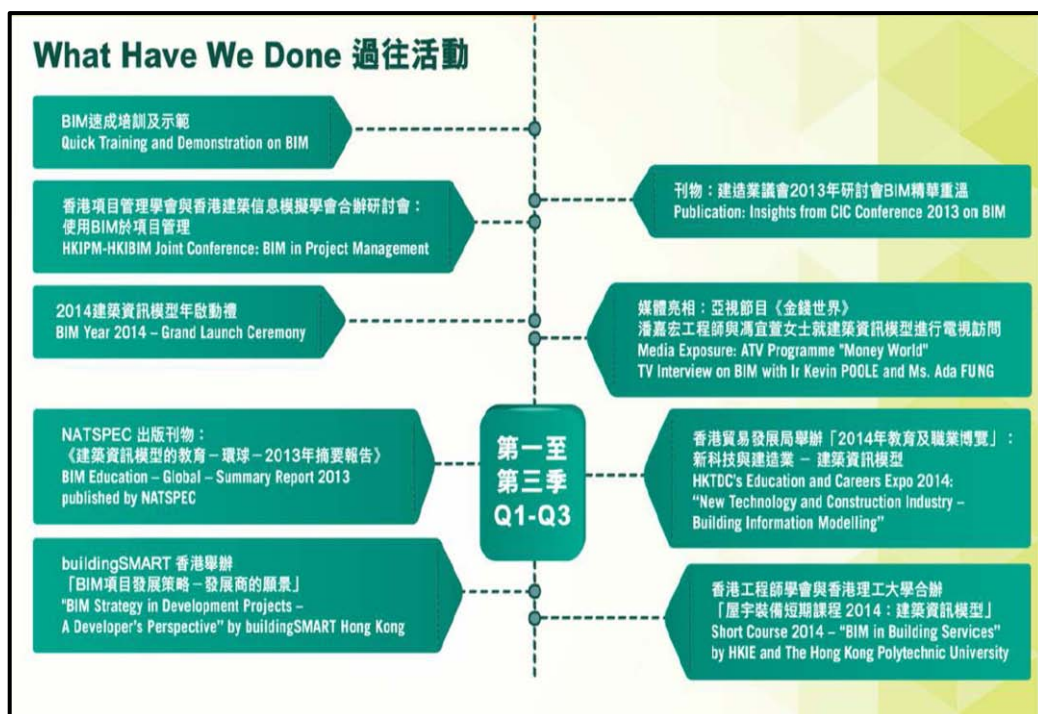 What Have We Done 過往活動
BIM速成培訓及示範
Quick Training and Demonstration on BIM
刊物：建造業議會2013年研討會BIM精華重溫
Publication: Insights from CIC Conference 2013 on BIM
香港項目管理學會與香港建築信息模擬學會合辦研討會：
使用BIM於項目管理
HKIPM-HKIBIM Joint Conference: BIM in Project Management
2014建築資訊模型年啟動禮
BIM Year 2014 – Grand Launch Ceremony
媒體亮相：亞視節目《金錢世界》
潘嘉宏工程師與馮宜萱女士就建築資訊模型進行電視訪問
Media Exposure: ATV Programme "Money World"
TV Interview on BIM with Ir Kevin POOLE and Ms. Ada FUNG
NATSPEC 出版刊物：
《建築資訊模型的教育－環球－2013年摘要報告》
BIM Education – Global – Summary Report 2013
published by NATSPEC
第一至
第三季
Q1-Q3
香港貿易發展局舉辦「2014年教育及職業博覽」：
新科技與建造業 － 建築資訊模型
HKTDC's Education and Careers Expo 2014:
“New Technology and Construction Industry –
Building Information Modelling”
buildingSMART 香港舉辦
「BIM項目發展策略－發展商的願景」
"BIM Strategy in Development Projects –
A Developer's Perspective” by buildingSMART Hong Kong
香港工程師學會與香港理工大學合辦
「屋宇裝備短期課程 2014：建築資訊模型」
Short Course 2014 – “BIM in Building Services”
by HKIE and The Hong Kong Polytechnic University